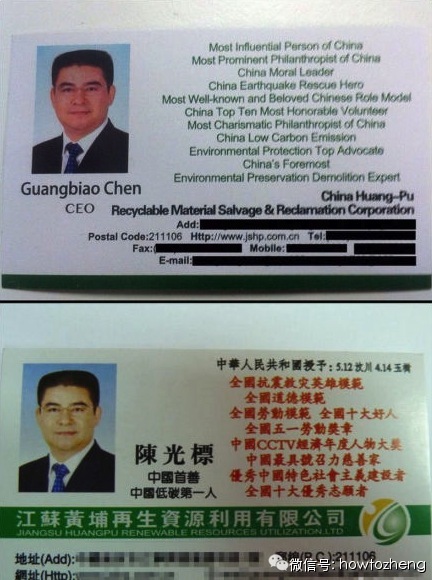 Most Influential Person of China
Most Prominent Philanthropist of China
China Moral Leader
China Earthquake Rescue Hero
Most Well-known and Beloved Chinese Role Model
China Top Ten Most Honorable Volunteer
Most Charismatic Philanthropist of China
China Low Carbon Emission
Environmental Protection Top Advocate
China's Foremost
Environmental Preservation Demolition Expert
Guangbiao Chen
CEO
China Huang-Pu
Recyclable Material Salvage & Reclamation Corporation
Add:
Postal Code:211106 Http://www.jshp.com.cn Tel:
Fax:( Mobile:
E-mail:
中華人民共和國授予：5.12 汶川 4.14 玉樹
全國抗震救災英雄模範
全國道德模範
全國勞動模範 全國十大好人
全國五一勞動獎章
中國CCTV經濟年度人物大獎
中國最具號召力慈善家
優秀中國特色社會主義建設者
全國十大優秀志願者
陳光標
中国首善
中国低碳第一人
江蘇黃埔再生資源利用有限公司
JIANGSU HUANGPU RENEWABLE RESOURCES UTILIZATION CO.,LTD.
地址(Add): (P.C.):211106
網址(Http):
微信号: howtozheng